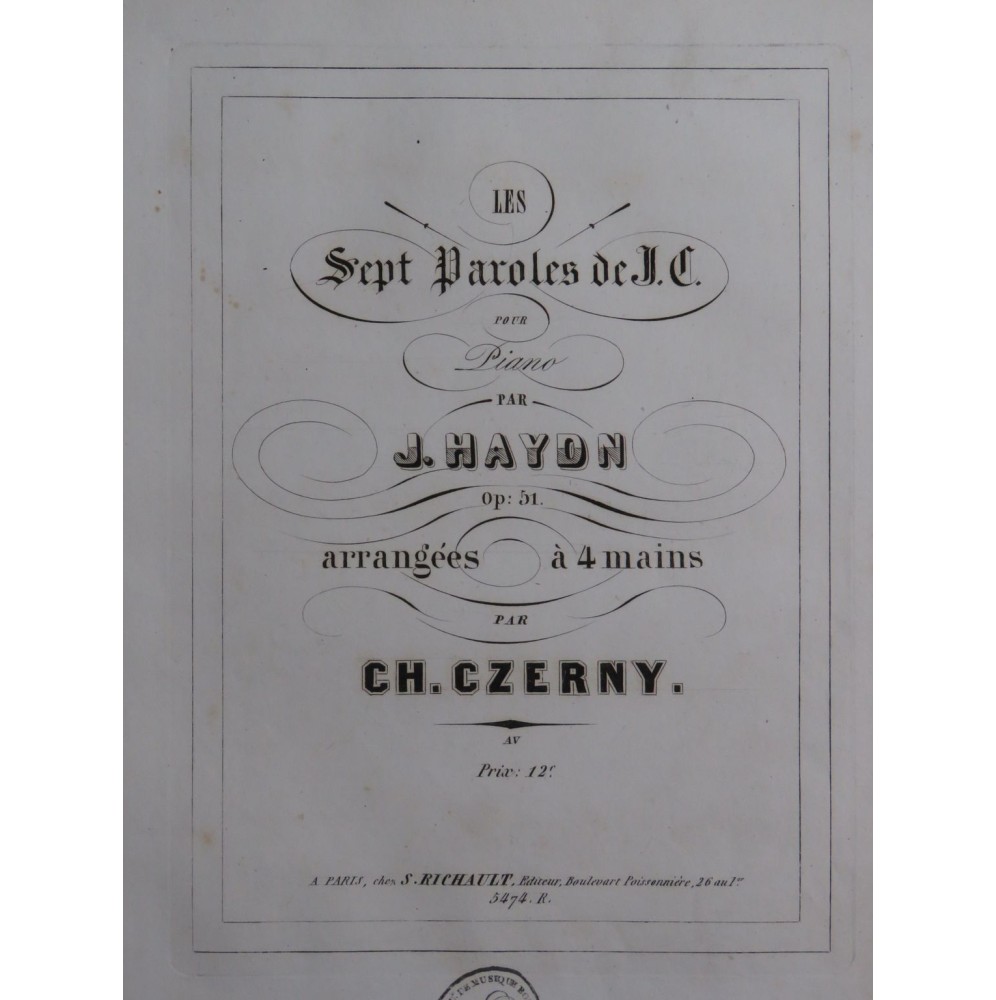 LES
Sept Paroles de J. C.
POUR
Piano
PAR
J. HAYDN
Op: 51.
arrangées à 4 mains
PAR
CH. CZERNY.
AV
Prix: 12f
A PARIS, chez S. RICHAULT, Editeur, Boulevart Poissonnière, 26 au 1er
5474. R.
MUSIQUE